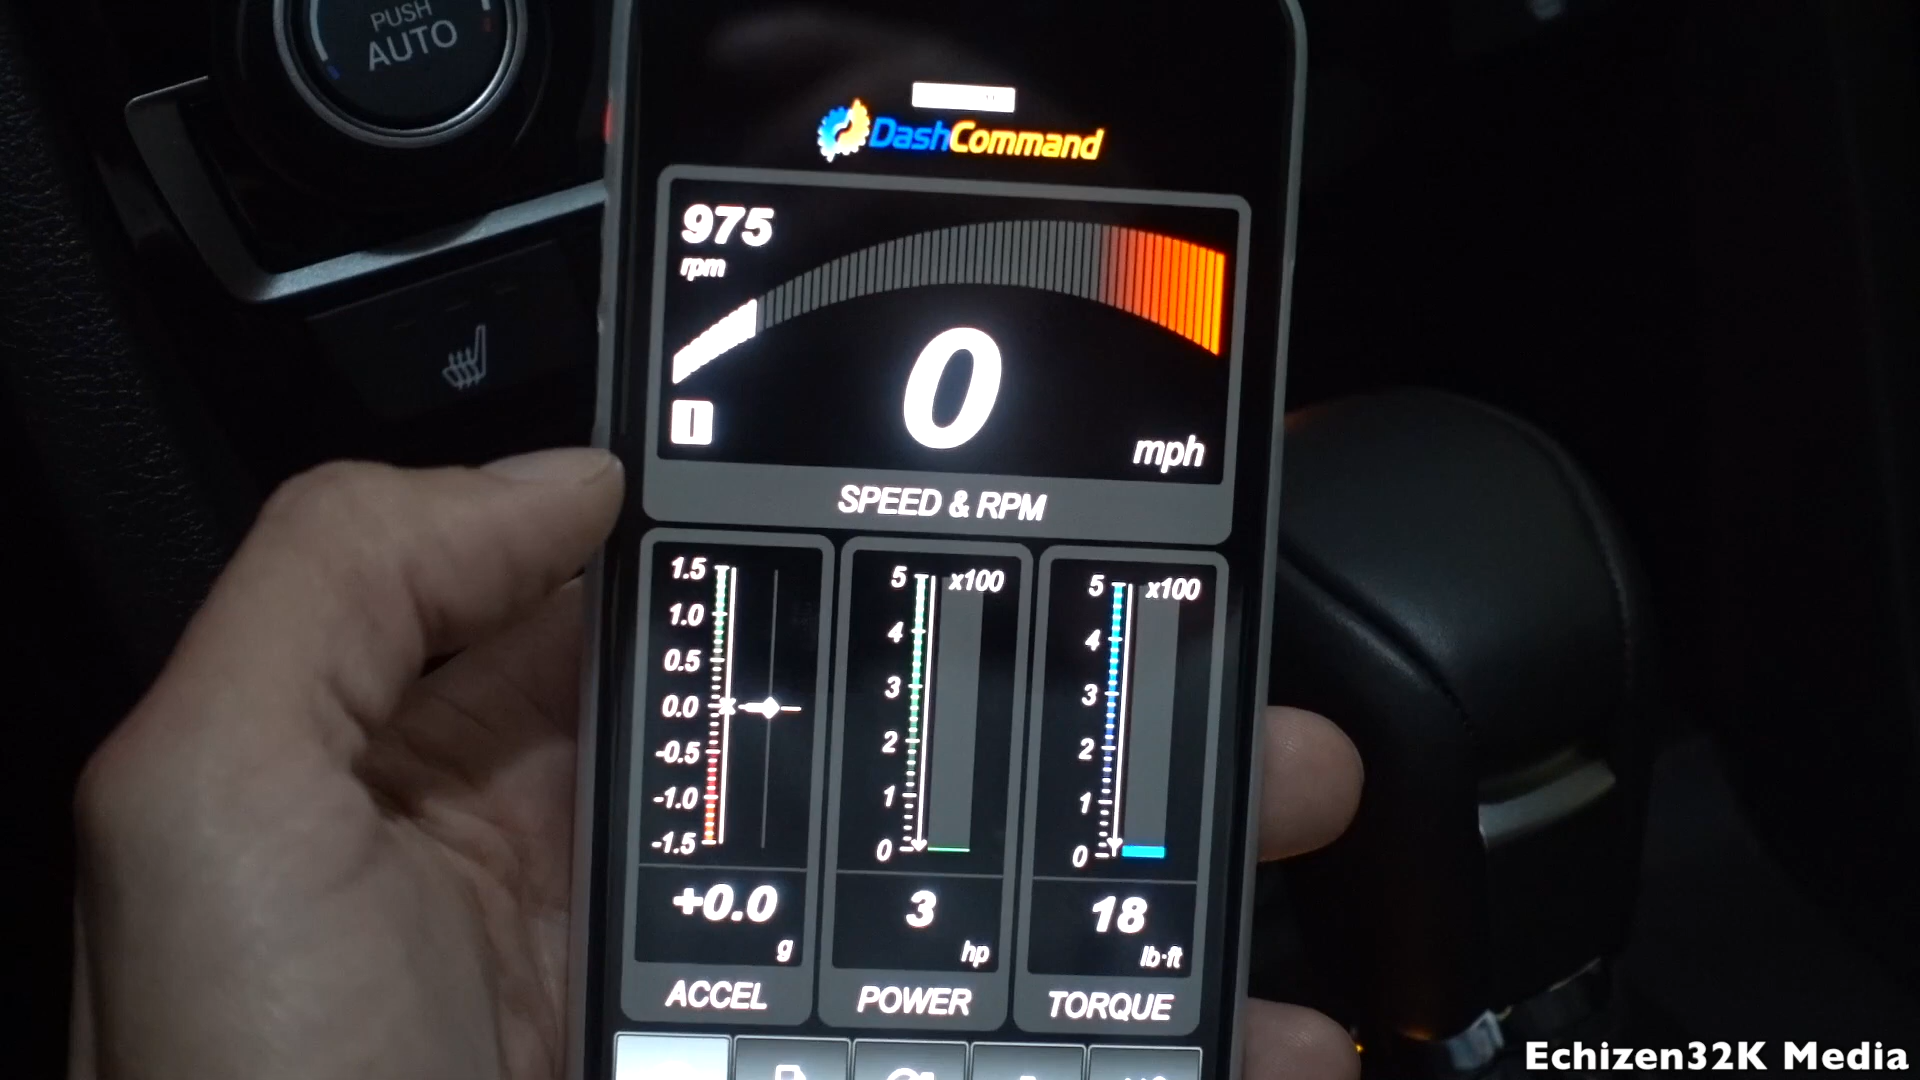 PUSH
AUTO
DashCommand
975
rpm
0
mph
SPEED & RPM
1.5
1.0
0.5
0.0
-0.5
-1.0
-1.5
+0.0
g
ACCEL
5 x100
4
3
2
1
0
3
hp
POWER
5 x100
4
3
2
1
0
18
lb-ft
TORQUE
Echizen32K Media